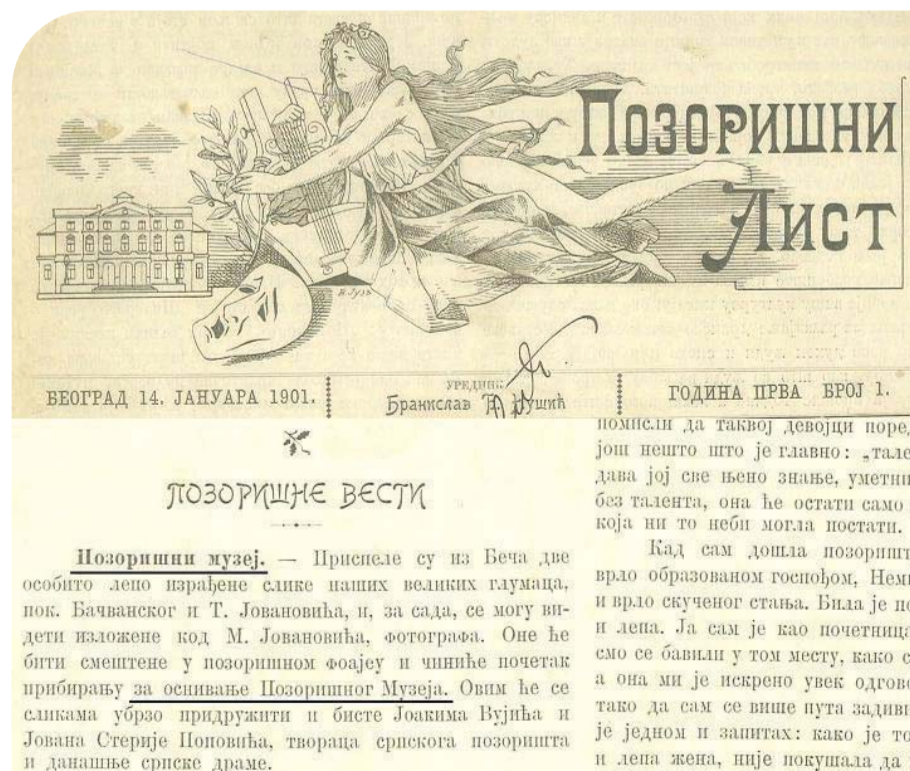 ПОЗОРИШНИ
ЛИСТ
БЕОГРАД 14. ЈАНУАРА 1901.
УРЕДНИК
Бранислав Ђ. Нушић
ГОДИНА ПРВА БРОЈ 1.
ПОЗОРИШНЕ ВЕСТИ
Позоришни музеј. — Приспеле су из Беча две
особито лепо израђене слике наших великих глумаца,
пок. Бачванског и Т. Јовановића, и, за сада, се могу ви-
дети изложене код М. Јовановића, фотографа. Оне ће
бити смештене у позоришном фоајеу и чиниће почетак
прибирању за оснивање Позоришног Музеја. Овим ће се
сликама убрзо придружити и бисте Јоакима Вујића и
Јована Стерије Поповића, твораца српскога позоришта
и данашње српске драме.
помисли да таквој девојци поред
још нешто што је главно: „тале
дава јој све њено знање, уметни
без талента, она ће остати само
која ни то неби могла постати.
Кад сам дошла позоришт
врло образованом госпођом, Нем
и врло скученог стања. Била је по
и лепа. Ја сам је као почетница
смо се бавили у том месту, како с
а она ми је искрено увек одгов
тако да сам се више пута задиви
је једном и запитах: како је то
и лепа жена, није покушала да